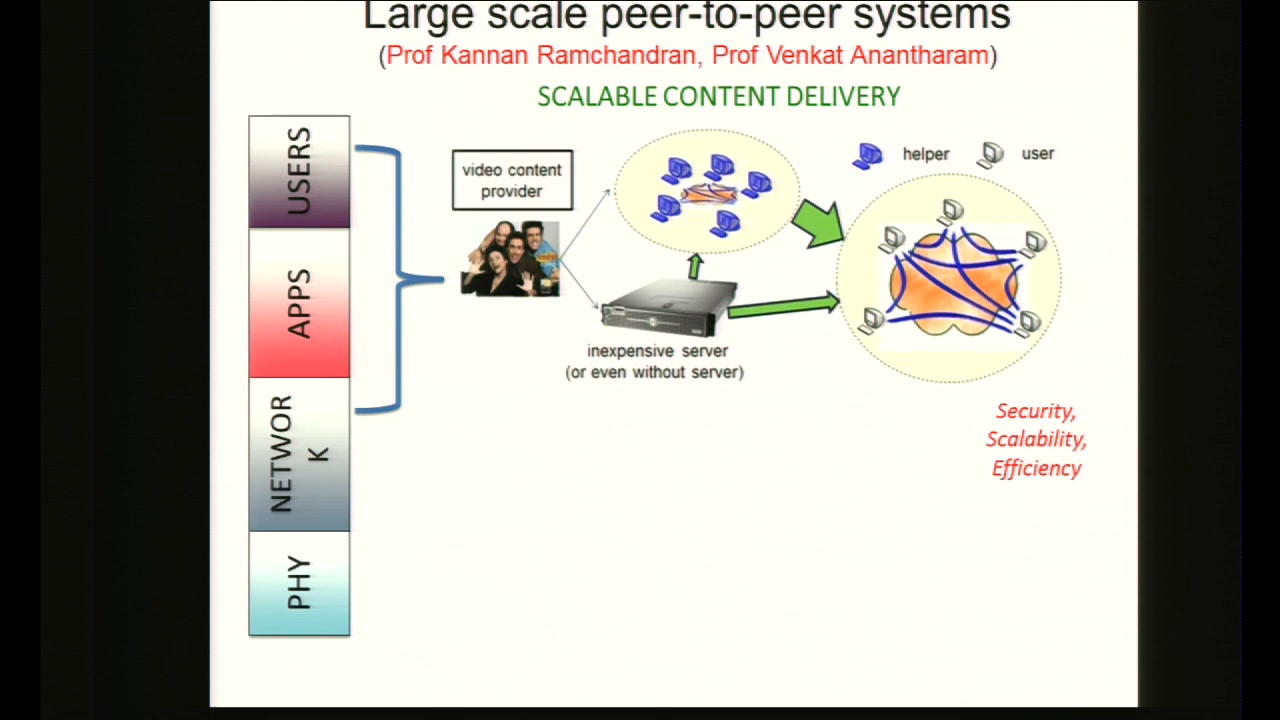 Large scale peer-to-peer systems
(Prof Kannan Ramchandran, Prof Venkat Anantharam)
SCALABLE CONTENT DELIVERY
USERS
APPS
NETWOR
K
PHY
video content
provider
helper
user
inexpensive server
(or even without server)
Security,
Scalability,
Efficiency